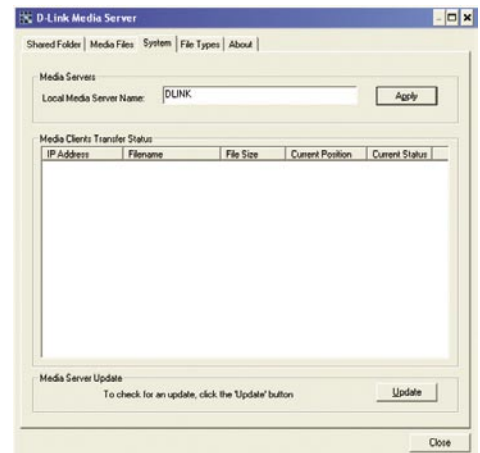 D-Link Media Server
Shared Folder Media Files System File Types About
Media Servers
Local Media Server Name: DLINK Apply
Media Clients Transfer Status
IP Address Filename File Size Current Position Current Status
Media Server Update
To check for an update, click the 'Update' button Update
Close